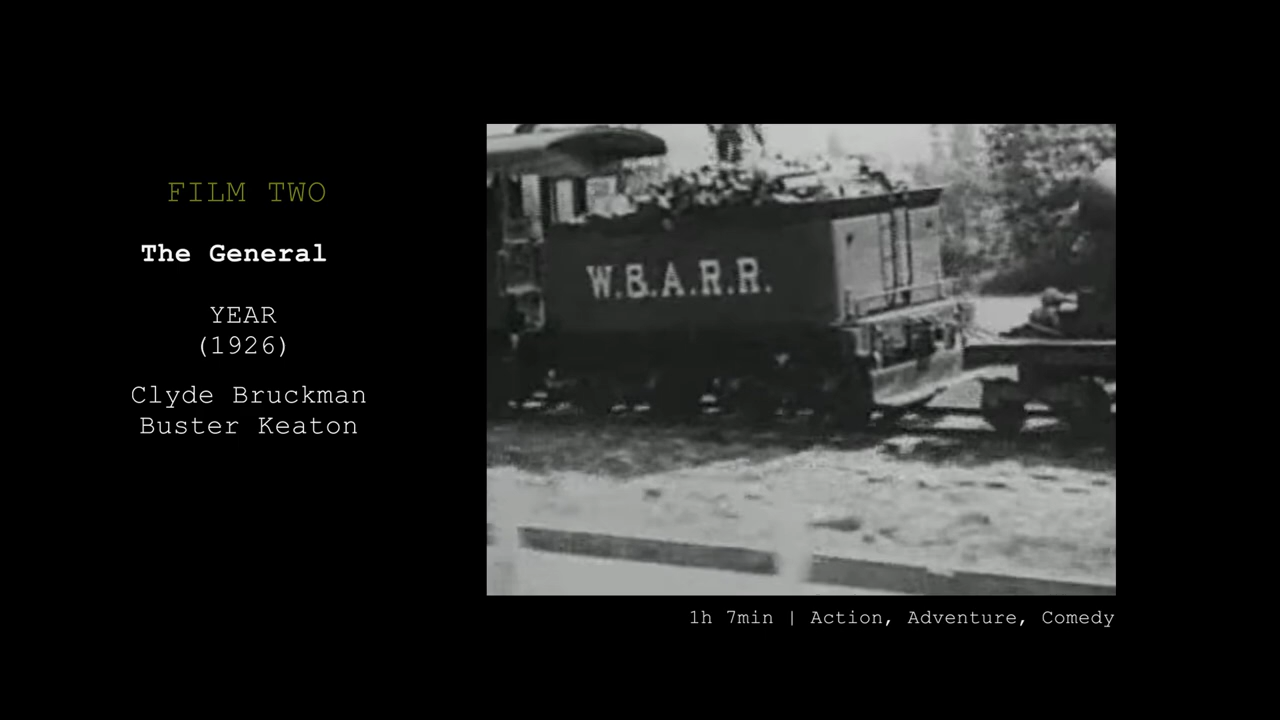 FILM TWO
The General
YEAR
(1926)
Clyde Bruckman
Buster Keaton
W.&.A.R.R.
1h 7min | Action, Adventure, Comedy